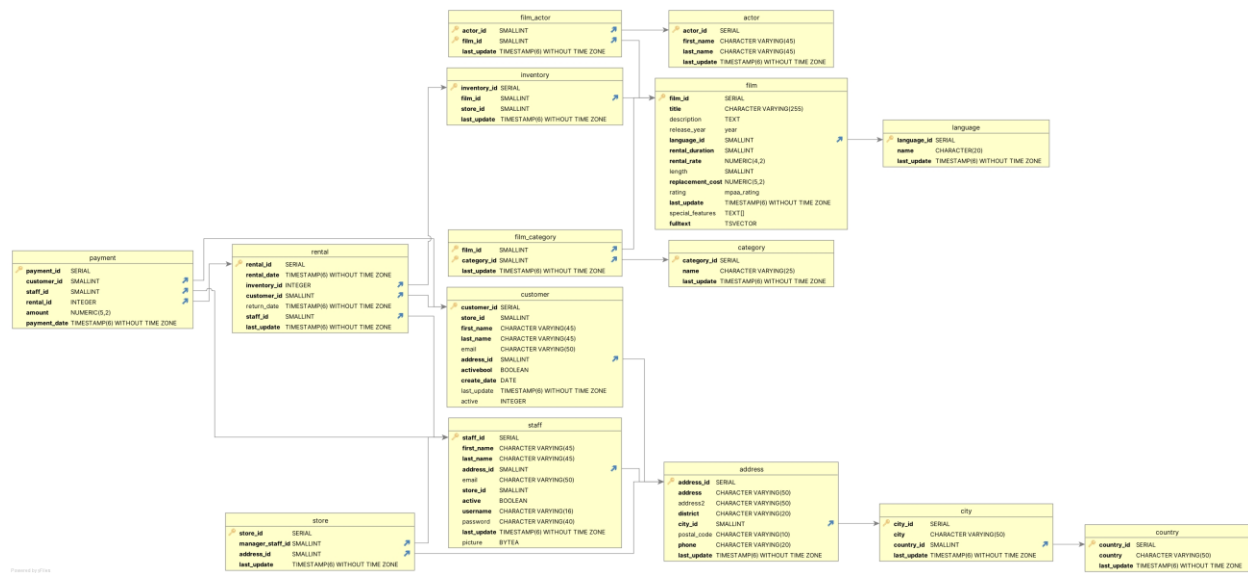 film_actor
actor_id SMALLINT
film_id SMALLINT
last_update TIMESTAMP(6) WITHOUT TIME ZONE
actor
actor_id SERIAL
first_name CHARACTER VARYING(45)
last_name CHARACTER VARYING(45)
last_update TIMESTAMP(6) WITHOUT TIME ZONE
inventory
inventory_id SERIAL
film_id SMALLINT
store_id SMALLINT
last_update TIMESTAMP(6) WITHOUT TIME ZONE
film
film_id SERIAL
title CHARACTER VARYING(255)
description TEXT
release_year year
language_id SMALLINT
rental_duration SMALLINT
rental_rate NUMERIC(4,2)
length SMALLINT
replacement_cost NUMERIC(5,2)
rating mpaa_rating
last_update TIMESTAMP(6) WITHOUT TIME ZONE
special_features TEXT[]
fulltext TSVECTOR
language
language_id SERIAL
name CHARACTER(20)
last_update TIMESTAMP(6) WITHOUT TIME ZONE
film_category
film_id SMALLINT
category_id SMALLINT
last_update TIMESTAMP(6) WITHOUT TIME ZONE
category
category_id SERIAL
name CHARACTER VARYING(25)
last_update TIMESTAMP(6) WITHOUT TIME ZONE
payment
payment_id SERIAL
customer_id SMALLINT
staff_id SMALLINT
rental_id INTEGER
amount NUMERIC(5,2)
payment_date TIMESTAMP(6) WITHOUT TIME ZONE
rental
rental_id SERIAL
rental_date TIMESTAMP(6) WITHOUT TIME ZONE
inventory_id INTEGER
customer_id SMALLINT
return_date TIMESTAMP(6) WITHOUT TIME ZONE
staff_id SMALLINT
last_update TIMESTAMP(6) WITHOUT TIME ZONE
customer
customer_id SERIAL
store_id SMALLINT
first_name CHARACTER VARYING(45)
last_name CHARACTER VARYING(45)
email CHARACTER VARYING(50)
address_id SMALLINT
activebool BOOLEAN
create_date DATE
last_update TIMESTAMP(6) WITHOUT TIME ZONE
active INTEGER
staff
staff_id SERIAL
first_name CHARACTER VARYING(45)
last_name CHARACTER VARYING(45)
address_id SMALLINT
email CHARACTER VARYING(50)
store_id SMALLINT
active BOOLEAN
username CHARACTER VARYING(16)
password CHARACTER VARYING(40)
last_update TIMESTAMP(6) WITHOUT TIME ZONE
picture BYTEA
store
store_id SERIAL
manager_staff_id SMALLINT
address_id SMALLINT
last_update TIMESTAMP(6) WITHOUT TIME ZONE
address
address_id SERIAL
address CHARACTER VARYING(50)
address2 CHARACTER VARYING(50)
district CHARACTER VARYING(20)
city_id SMALLINT
postal_code CHARACTER VARYING(10)
phone CHARACTER VARYING(20)
last_update TIMESTAMP(6) WITHOUT TIME ZONE
city
city_id SERIAL
city CHARACTER VARYING(50)
country_id SMALLINT
last_update TIMESTAMP(6) WITHOUT TIME ZONE
country
country_id SERIAL
country CHARACTER VARYING(50)
last_update TIMESTAMP(6) WITHOUT TIME ZONE
Powered by